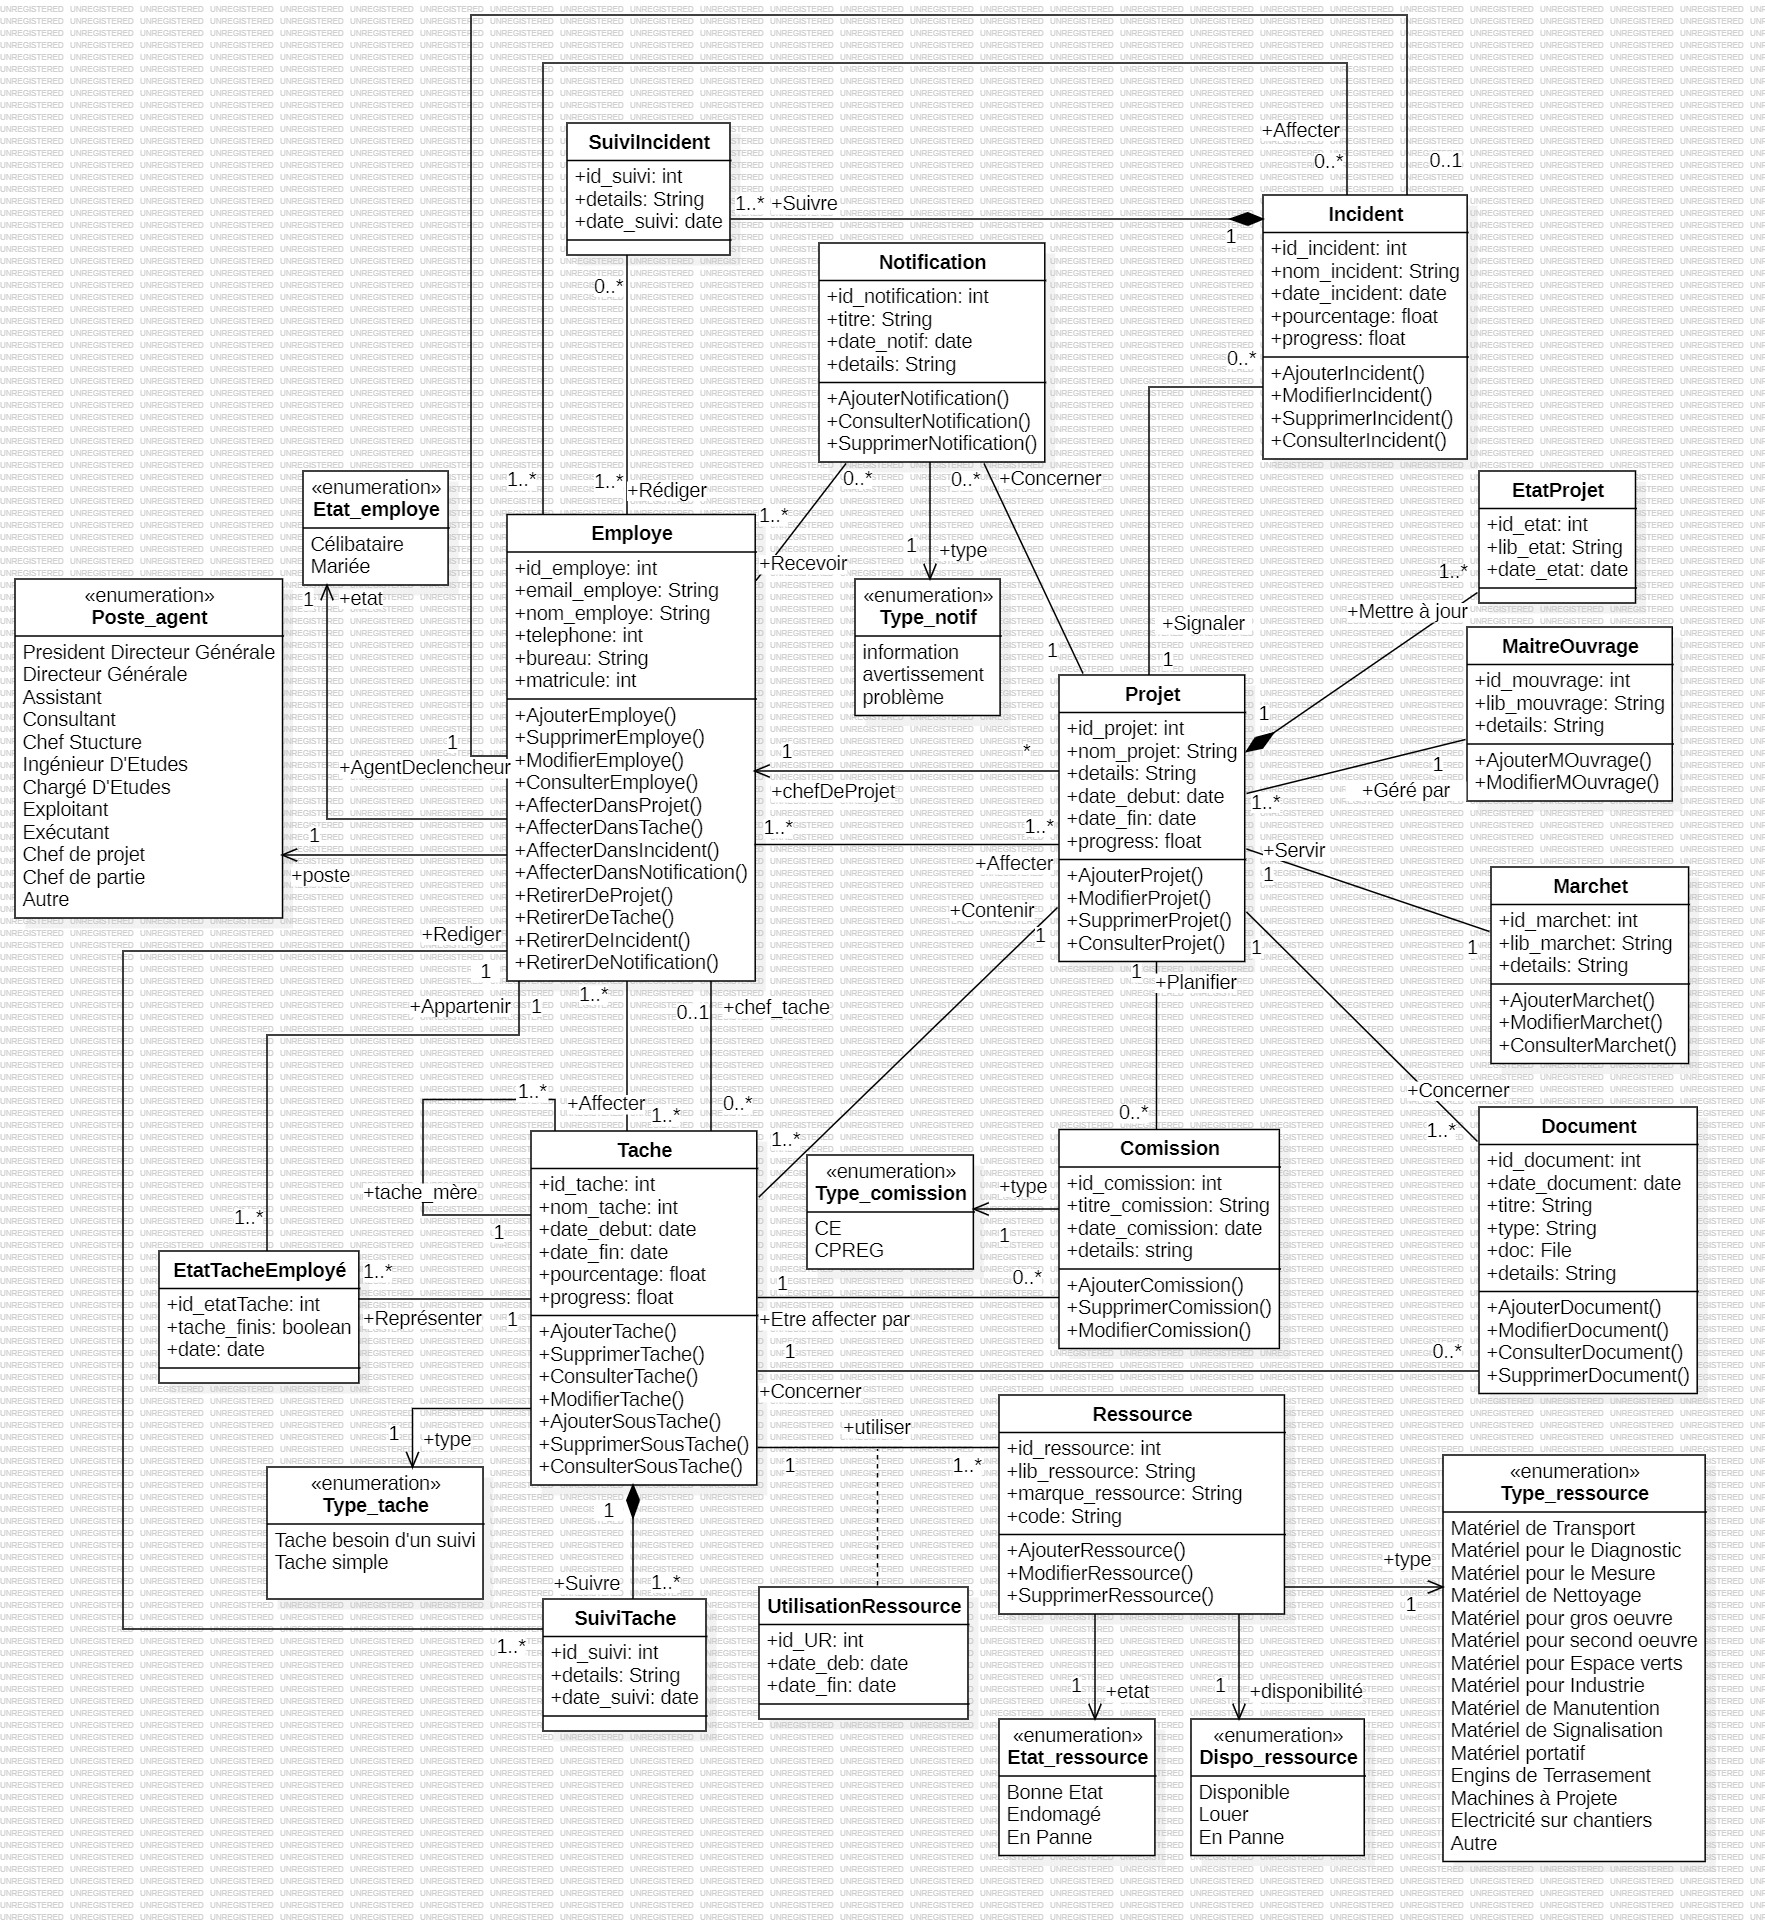 +Affecter
0..*
0..1
SuiviIncident
+id_suivi: int
+details: String
+date_suivi: date
1..* +Suivre
1
0..*
Incident
+id_incident: int
+nom_incident: String
+date_incident: date
+pourcentage: float
+progress: float
+AjouterIncident()
+ModifierIncident()
+SupprimerIncident()
+ConsulterIncident()
0..*
Notification
+id_notification: int
+titre: String
+date_notif: date
+details: String
+AjouterNotification()
+ConsulterNotification()
+SupprimerNotification()
1..*
1..*
+Rédiger
0..*
1..*
+Recevoir
0..*
+Concerner
1
1
+type
«enumeration»
Type_notif
information
avertissement
problème
+Signaler
1
«enumeration»
Etat_employe
Célibataire
Mariée
1
+etat
«enumeration»
Poste_agent
President Directeur Générale
Directeur Générale
Assistant
Consultant
Chef Stucture
Ingénieur D'Etudes
Chargé D'Etudes
Exploitant
Exécutant
Chef de projet
Chef de partie
Autre
Employe
+id_employe: int
+email_employe: String
+nom_employe: String
+telephone: int
+bureau: String
+matricule: int
+AjouterEmploye()
+SupprimerEmploye()
+ModifierEmploye()
+ConsulterEmploye()
+AffecterDansProjet()
+AffecterDansTache()
+AffecterDansIncident()
+AffecterDansNotification()
+RetirerDeProjet()
+RetirerDeTache()
+RetirerDeIncident()
+RetirerDeNotification()
1
+AgentDeclencheur
1
+poste
+Rediger
1
+Appartenir
1
1..*
0..1
+chef_tache
1
*
+chefDeProjet
1..*
1..*
+Affecter
+Contenir
1
Projet
+id_projet: int
+nom_projet: String
+details: String
+date_debut: date
+date_fin: date
+progress: float
+AjouterProjet()
+ModifierProjet()
+SupprimerProjet()
+ConsulterProjet()
EtatProjet
+id_etat: int
+lib_etat: String
+date_etat: date
1..*
+Mettre à jour
1
MaitreOuvrage
+id_mouvrage: int
+lib_mouvrage: String
+details: String
+AjouterMOuvrage()
+ModifierMOuvrage()
1
+Géré par
1..*
+Servir
1
1
Marchet
+id_marchet: int
+lib_marchet: String
+details: String
+AjouterMarchet()
+ModifierMarchet()
+ConsulterMarchet()
1
1
+Planifier
0..*
+Concerner
1..*
Document
+id_document: int
+date_document: date
+titre: String
+type: String
+doc: File
+details: String
+AjouterDocument()
+ModifierDocument()
+ConsulterDocument()
+SupprimerDocument()
0..*
Comission
+id_comission: int
+titre_comission: String
+date_comission: date
+details: string
+AjouterComission()
+SupprimerComission()
+ModifierComission()
+type
1
0..*
«enumeration»
Type_comission
CE
CPREG
1..*
+Affecter
1..*
0..*
1..*
+tache_mère
1
Tache
+id_tache: int
+nom_tache: int
+date_debut: date
+date_fin: date
+pourcentage: float
+progress: float
+AjouterTache()
+SupprimerTache()
+ConsulterTache()
+ModifierTache()
+AjouterSousTache()
+SupprimerSousTache()
+ConsulterSousTache()
1
+Etre affecter par
1
+Concerner
+utiliser
1
1..*
1..*
EtatTacheEmployé
+id_etatTache: int
+tache_finis: boolean
+date: date
1..*
+Représenter
1
1
+type
«enumeration»
Type_tache
Tache besoin d'un suivi
Tache simple
1
+Suivre
1..*
SuiviTache
+id_suivi: int
+details: String
+date_suivi: date
1..*
UtilisationRessource
+id_UR: int
+date_deb: date
+date_fin: date
Ressource
+id_ressource: int
+lib_ressource: String
+marque_ressource: String
+code: String
+AjouterRessource()
+ModifierRessource()
+SupprimerRessource()
1
+etat
1
+disponibilité
+type
1
«enumeration»
Etat_ressource
Bonne Etat
Endomagé
En Panne
«enumeration»
Dispo_ressource
Disponible
Louer
En Panne
«enumeration»
Type_ressource
Matériel de Transport
Matériel pour le Diagnostic
Matériel pour le Mesure
Matériel de Nettoyage
Matériel pour gros oeuvre
Matériel pour second oeuvre
Matériel pour Espace verts
Matériel pour Industrie
Matériel de Manutention
Matériel de Signalisation
Matériel portatif
Engins de Terrasement
Machines à Projete
Electricité sur chantiers
Autre
UNREGISTERED